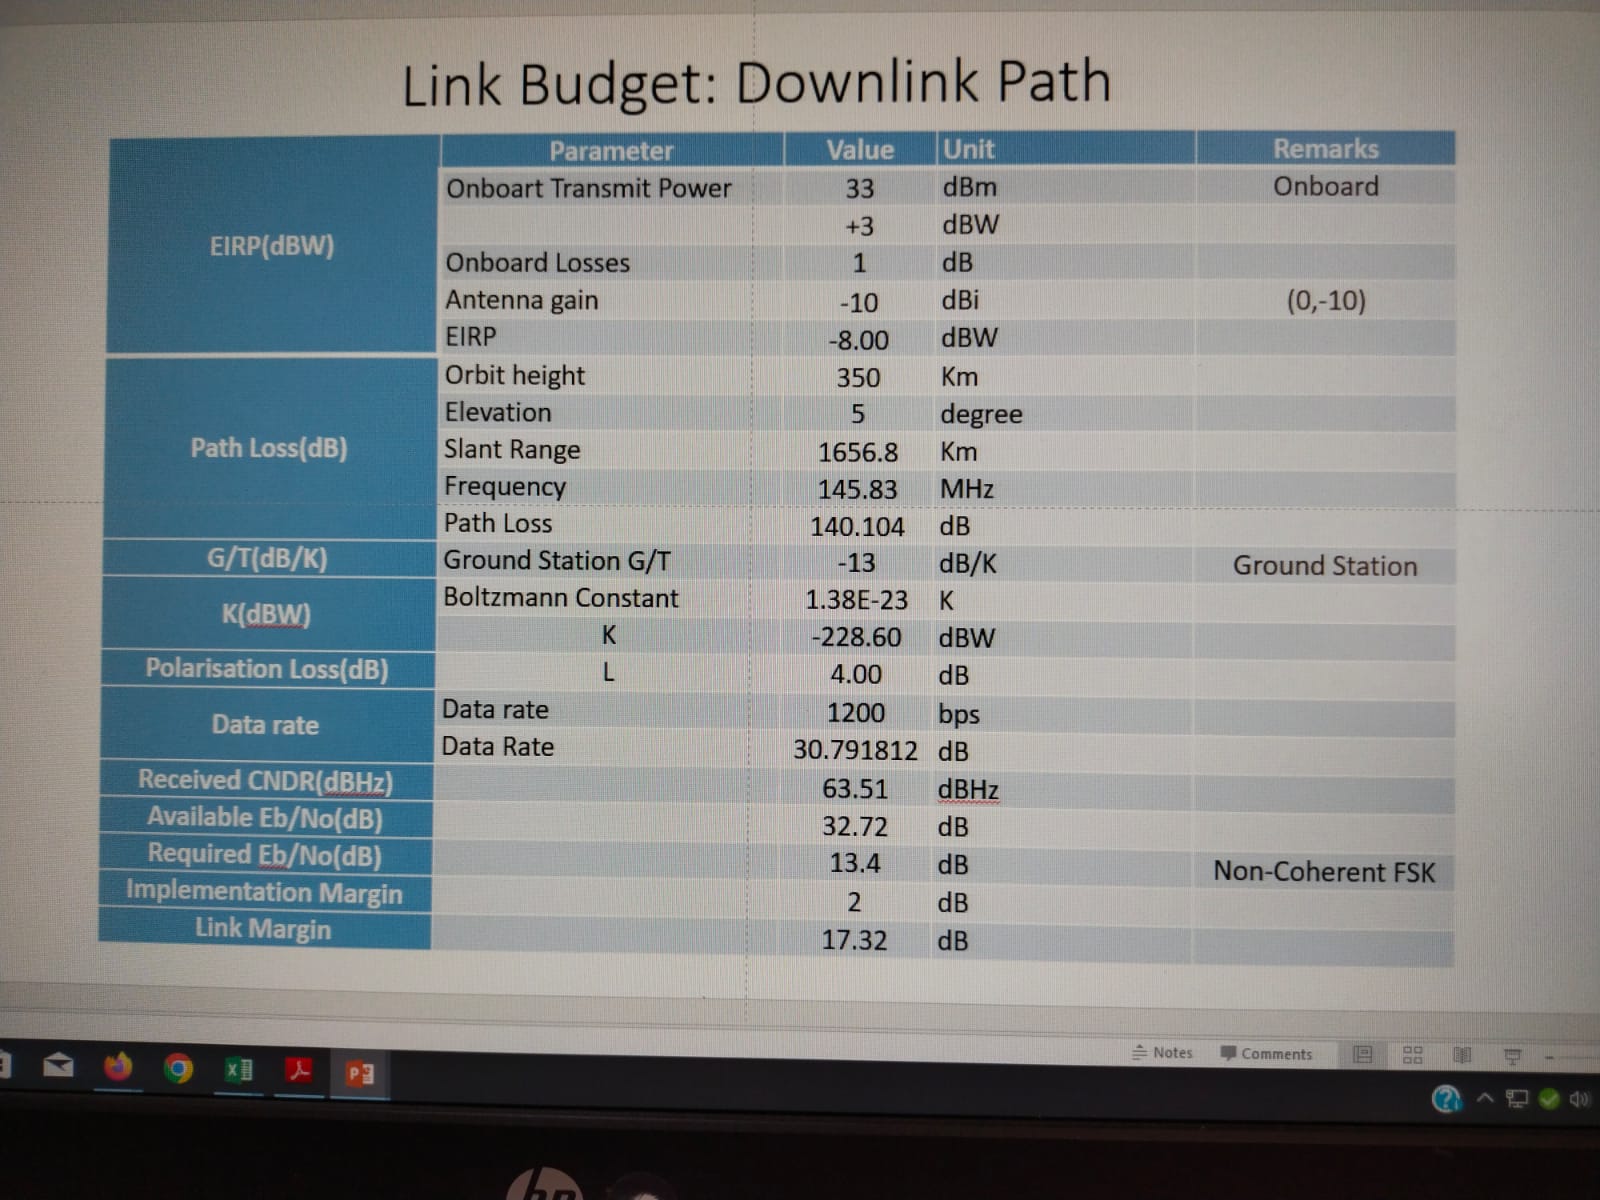 Link Budget: Downlink Path
Parameter Value Unit Remarks
EIRP(dBW)
Onboart Transmit Power 33 dBm Onboard
+3 dBW
Onboard Losses 1 dB
Antenna gain -10 dBi (0,-10)
EIRP -8.00 dBW
Path Loss(dB)
Orbit height 350 Km
Elevation 5 degree
Slant Range 1656.8 Km
Frequency 145.83 MHz
Path Loss 140.104 dB
G/T(dB/K) Ground Station G/T -13 dB/K Ground Station
K(dBW)
Boltzmann Constant 1.38E-23 K
K -228.60 dBW
Polarisation Loss(dB) L 4.00 dB
Data rate
Data rate 1200 bps
Data Rate 30.791812 dB
Received CNDR(dBHz) 63.51 dBHz
Available Eb/No(dB) 32.72 dB
Required Eb/No(dB) 13.4 dB Non-Coherent FSK
Implementation Margin 2 dB
Link Margin 17.32 dB
Notes Comments
hp